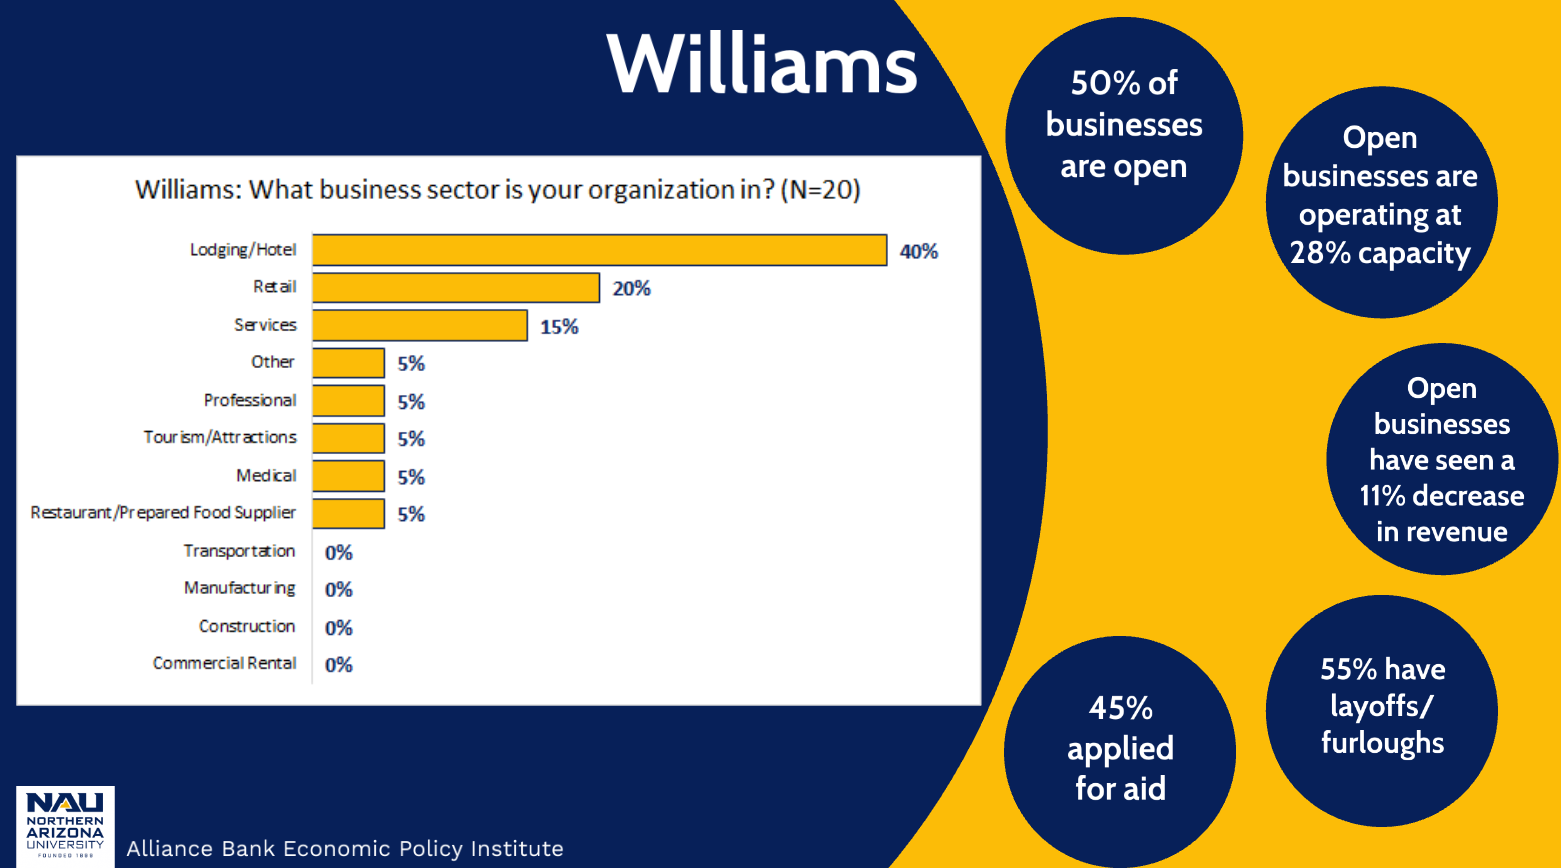 Williams
Williams: What business sector is your organization in? (N=20)
Lodging/Hotel 40%
Retail 20%
Services 15%
Other 5%
Professional 5%
Tourism/Attractions 5%
Medical 5%
Restaurant/Prepared Food Supplier 5%
Transportation 0%
Manufacturing 0%
Construction 0%
Commercial Rental 0%
50% of
businesses
are open
Open
businesses are
operating at
28% capacity
Open
businesses
have seen a
11% decrease
in revenue
55% have
layoffs/
furloughs
45%
applied
for aid
NAU
NORTHERN
ARIZONA
UNIVERSITY
FOUNDED 1899
Alliance Bank Economic Policy Institute